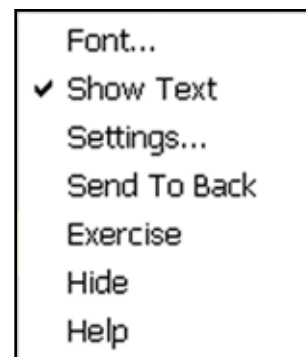 Font...
Show Text
Settings...
Send To Back
Exercise
Hide
Help